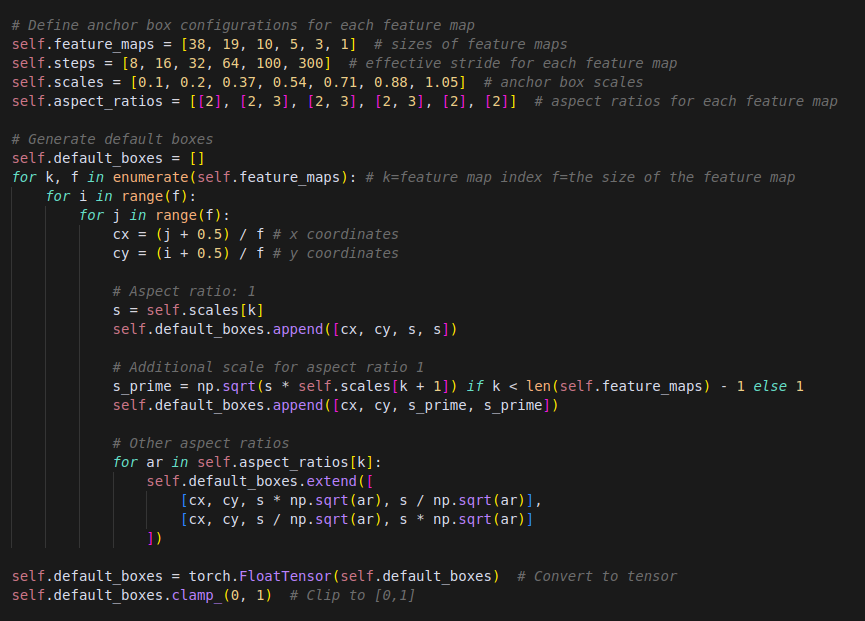 # Define anchor box configurations for each feature map
self.feature_maps = [38, 19, 10, 5, 3, 1]  # sizes of feature maps
self.steps = [8, 16, 32, 64, 100, 300]  # effective stride for each feature map
self.scales = [0.1, 0.2, 0.37, 0.54, 0.71, 0.88, 1.05]  # anchor box scales
self.aspect_ratios = [[2], [2, 3], [2, 3], [2, 3], [2], [2]]  # aspect ratios for each feature map

# Generate default boxes
self.default_boxes = []
for k, f in enumerate(self.feature_maps): # k=feature map index f=the size of the feature map
    for i in range(f):
        for j in range(f):
            cx = (j + 0.5) / f # x coordinates
            cy = (i + 0.5) / f # y coordinates

            # Aspect ratio: 1
            s = self.scales[k]
            self.default_boxes.append([cx, cy, s, s])

            # Additional scale for aspect ratio 1
            s_prime = np.sqrt(s * self.scales[k + 1]) if k < len(self.feature_maps) - 1 else 1
            self.default_boxes.append([cx, cy, s_prime, s_prime])

            # Other aspect ratios
            for ar in self.aspect_ratios[k]:
                self.default_boxes.extend([
                    [cx, cy, s * np.sqrt(ar), s / np.sqrt(ar)],
                    [cx, cy, s / np.sqrt(ar), s * np.sqrt(ar)]
                ])

self.default_boxes = torch.FloatTensor(self.default_boxes)  # Convert to tensor
self.default_boxes.clamp_(0, 1)  # Clip to [0,1]